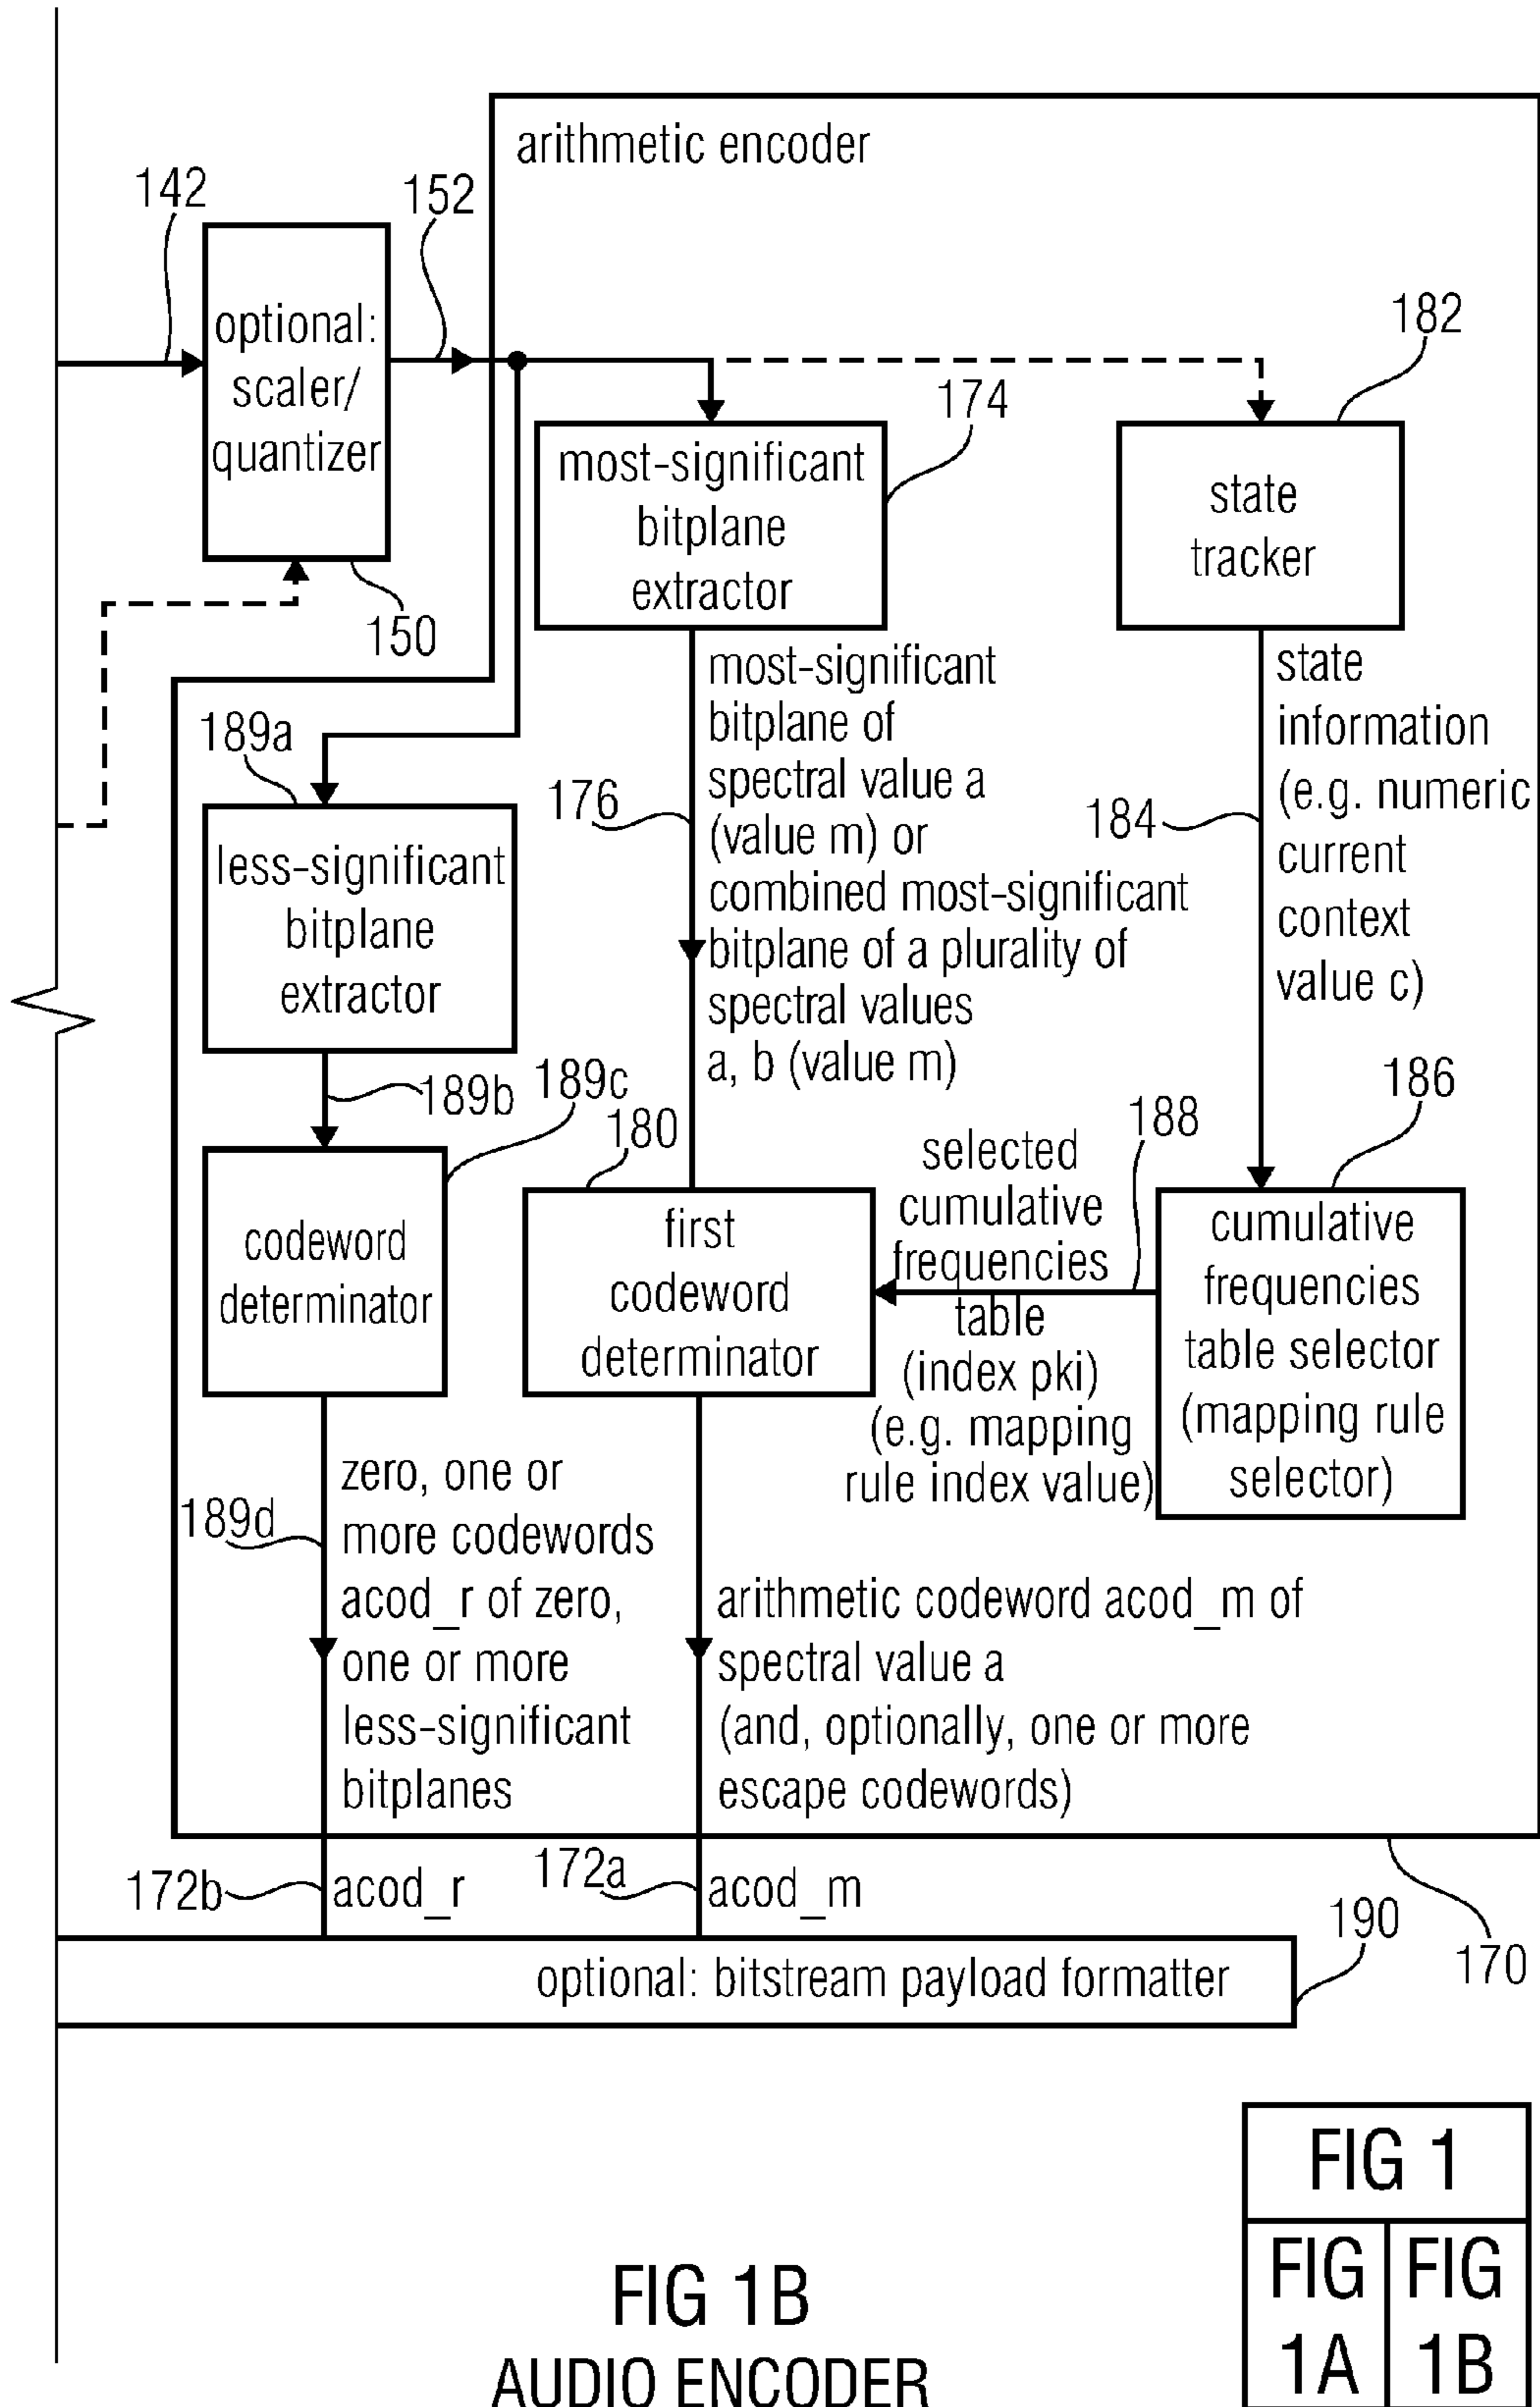 arithmetic encoder
142
152
optional:
scaler/
quantizer
150
182
174
most-significant
bitplane
extractor
state
tracker
most-significant
bitplane of
spectral value a
(value m) or
combined most-significant
bitplane of a plurality of
spectral values
a, b (value m)
176
state
information
(e.g. numeric
current
context
value c)
184
189a
less-significant
bitplane
extractor
189b
189c
180
188
186
codeword
determinator
first
codeword
determinator
selected
cumulative
frequencies
table
(index pki)
(e.g. mapping
rule index value)
cumulative
frequencies
table selector
(mapping rule
selector)
189d
zero, one or
more codewords
acod_r of zero,
one or more
less-significant
bitplanes
arithmetic codeword acod_m of
spectral value a
(and, optionally, one or more
escape codewords)
172b
acod_r
172a
acod_m
190
170
optional: bitstream payload formatter
FIG 1B
AUDIO ENCODER
FIG 1
FIG
1A
FIG
1B